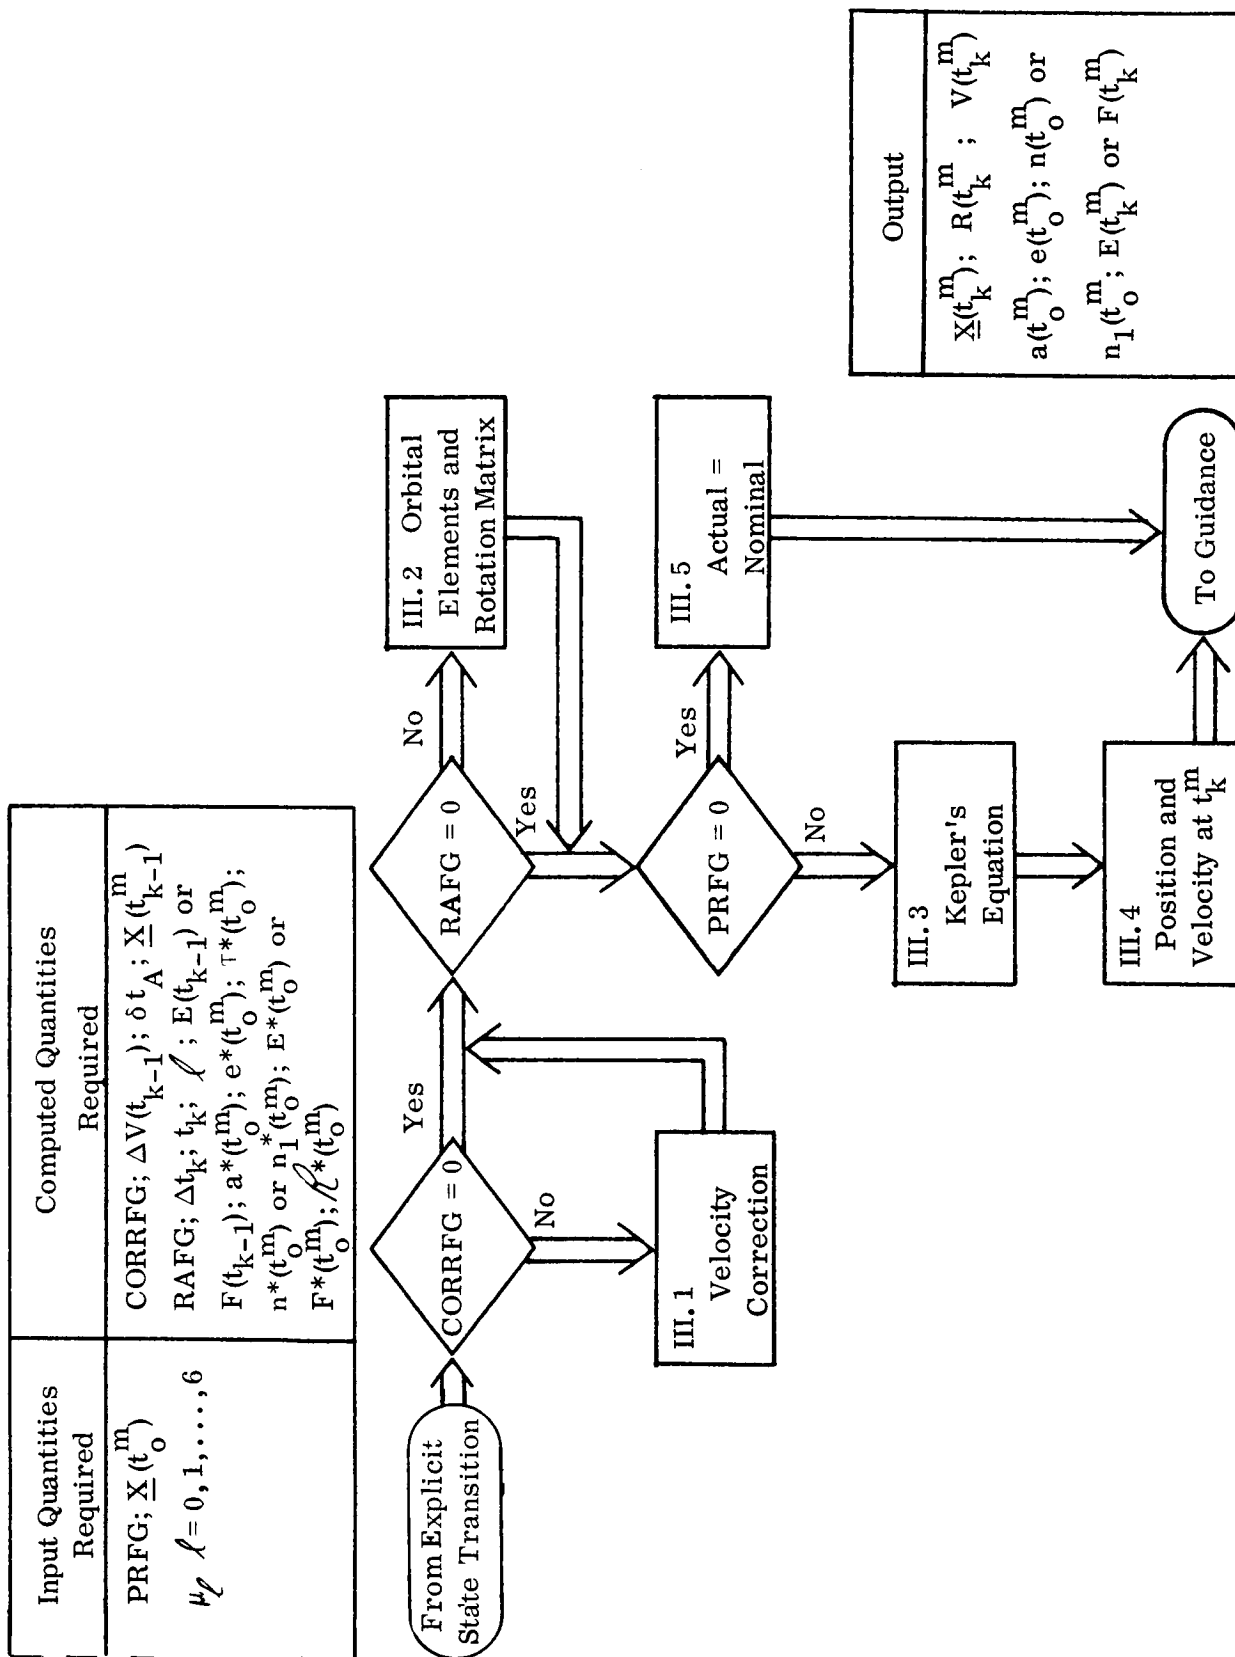 Input Quantities
Required
PRFG; X(t_o^m)
μ_ℓ ℓ = 0, 1, ..., 6
Computed Quantities
Required
CORRFG; ΔV(t_{k-1}); δt_A; X(t_{k-1}^m)
RAFG; Δt_k; t_k; ℓ; E(t_{k-1}) or
F(t_{k-1}); a*(t_o^m); e*(t_o^m); T*(t_o^m);
n*(t_o^m) or n_1*(t_o^m); E*(t_o^m) or
F*(t_o^m); R*(t_o^m)
From Explicit
State Transition
CORRFG = 0
Yes
No
III.1
Velocity
Correction
RAFG = 0
No
Yes
III.2 Orbital
Elements and
Rotation Matrix
PRFG = 0
Yes
No
III.5
Actual =
Nominal
III.3
Kepler's
Equation
III.4
Position and
Velocity at t_k^m
To Guidance
Output
X(t_k^m); R(t_k^m ; V(t_k^m)
a(t_o^m); e(t_o^m); n(t_o^m) or
n_1(t_o^m; E(t_k^m) or F(t_k^m)